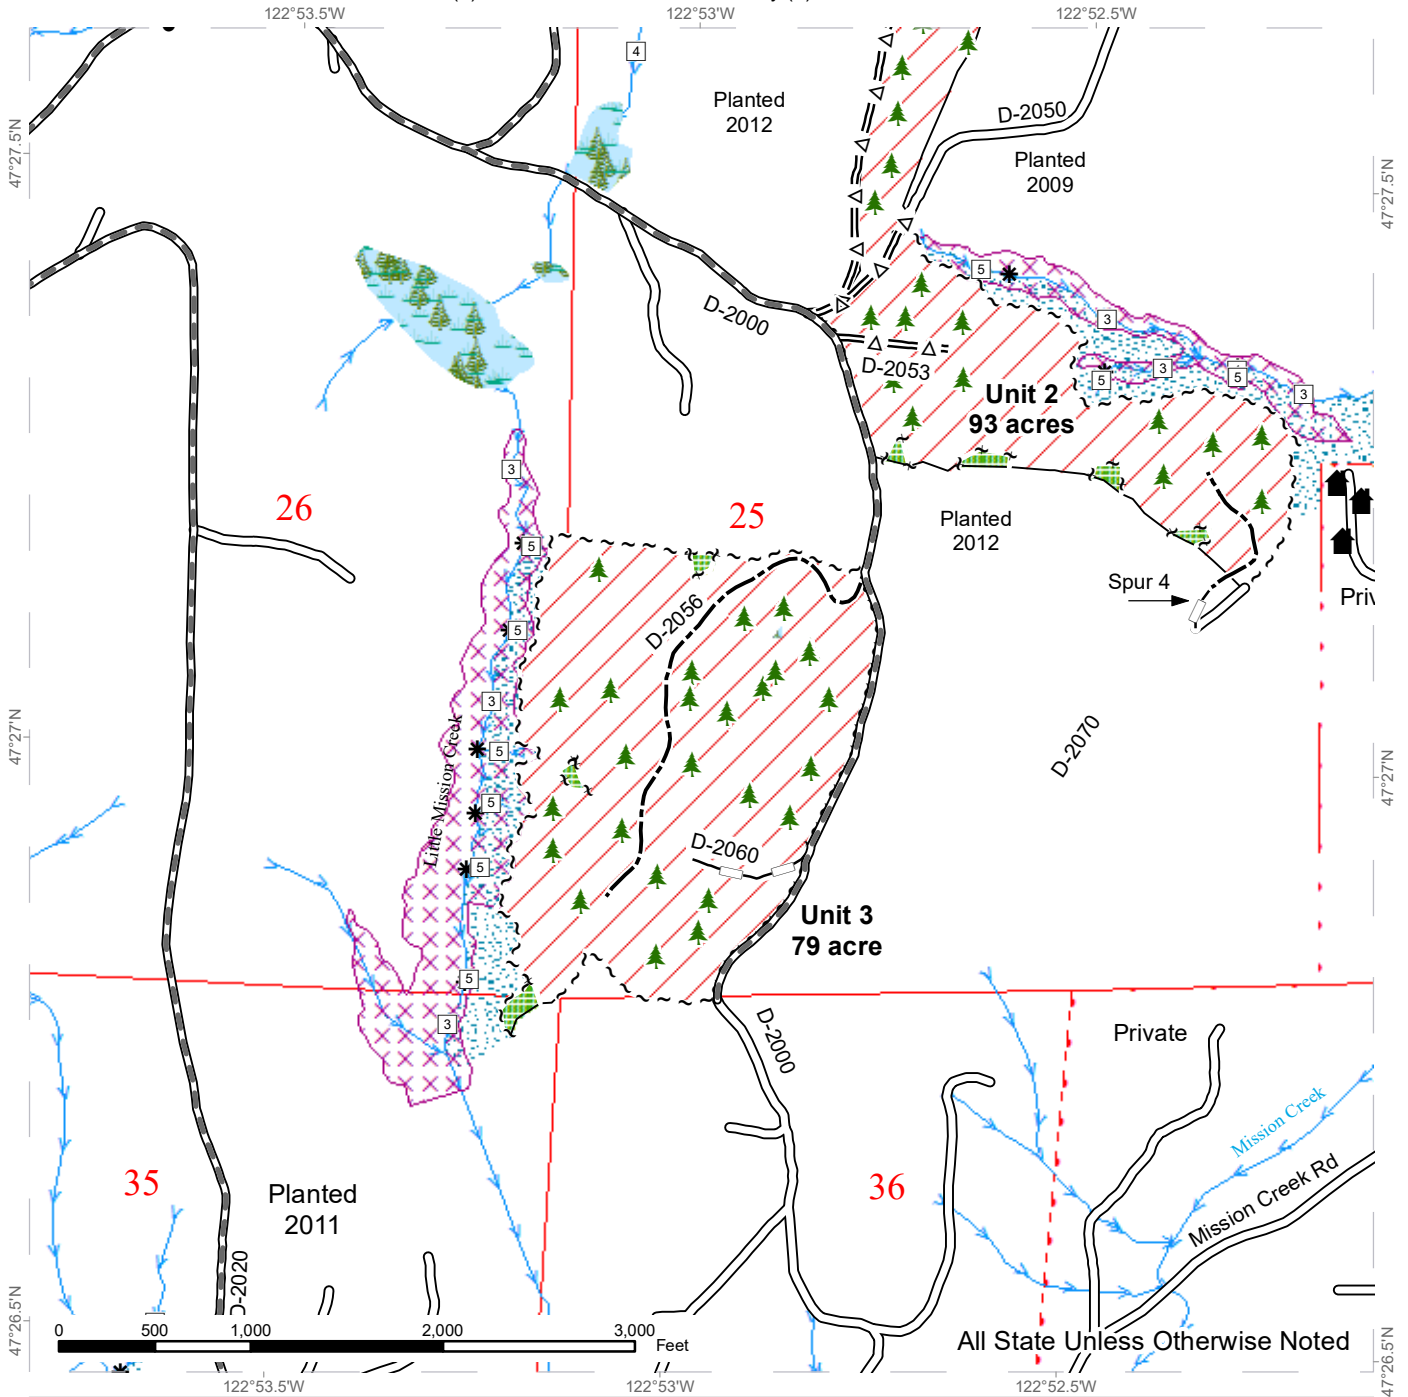 122°53.5'W
122°53'W
122°52.5'W
47°27.5'N
47°27.5'N
4
Planted
2012
D-2050
Planted
2009
5
3
D-2000
D-2053
3
5
5
3
Unit 2
93 acres
3
26
25
5
Planted
2012
Spur 4
Priv
D-2056
5
3
5
Little Mission Creek
47°27'N
47°27'N
D-2070
5
D-2060
5
Unit 3
79 acre
5
3
D-2000
Private
Mission Creek
35
36
Planted
2011
Mission Creek Rd
D-2020
47°26.5'N
47°26.5'N
0
500
1,000
2,000
3,000
Feet
All State Unless Otherwise Noted
122°53.5'W
122°53'W
122°52.5'W